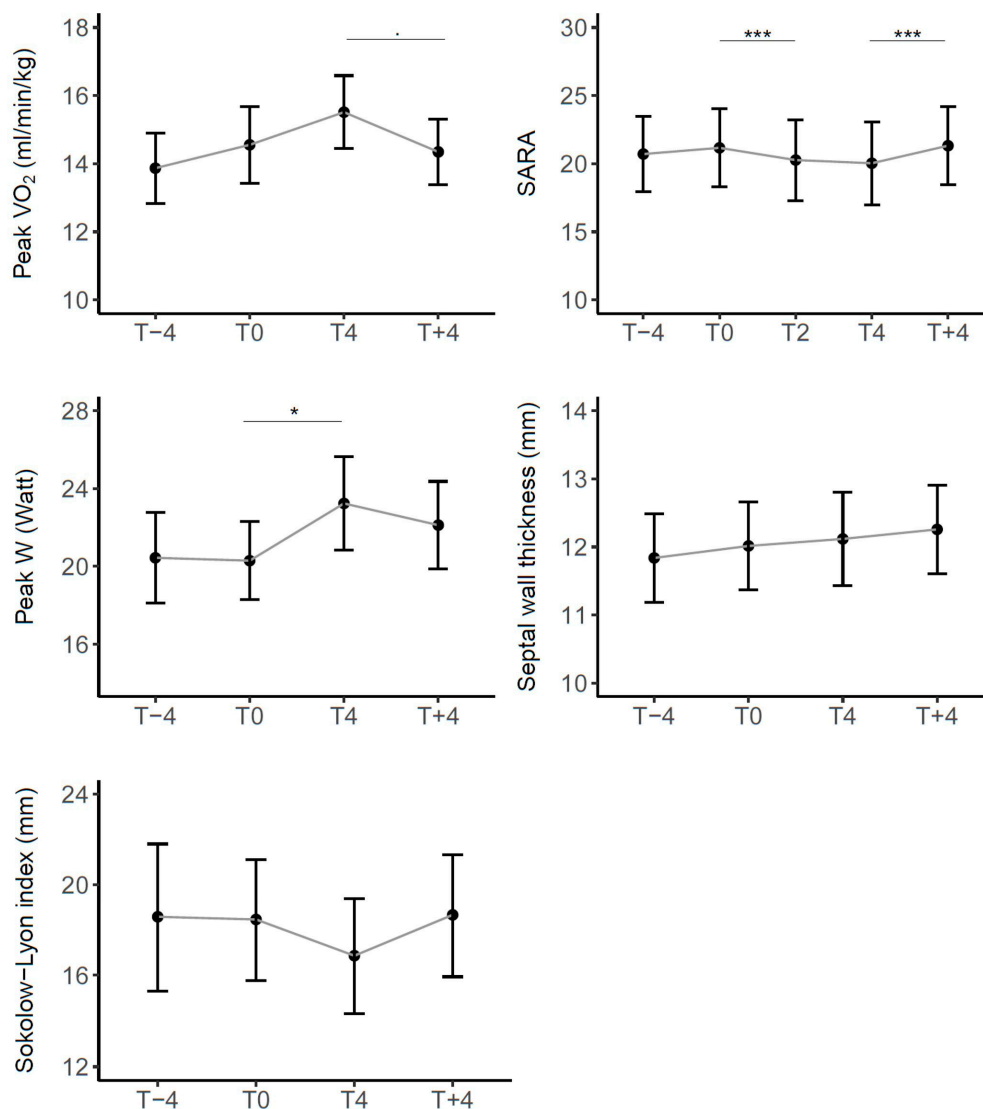 Peak VO₂ (ml/min/kg)
18
16
14
12
10
.
T−4 T0 T4 T+4
SARA
30
25
20
15
10
*** ***
T−4 T0 T2 T4 T+4
Peak W (Watt)
28
24
20
16
*
T−4 T0 T4 T+4
Septal wall thickness (mm)
14
13
12
11
10
T−4 T0 T4 T+4
Sokolow−Lyon index (mm)
24
20
16
12
T−4 T0 T4 T+4